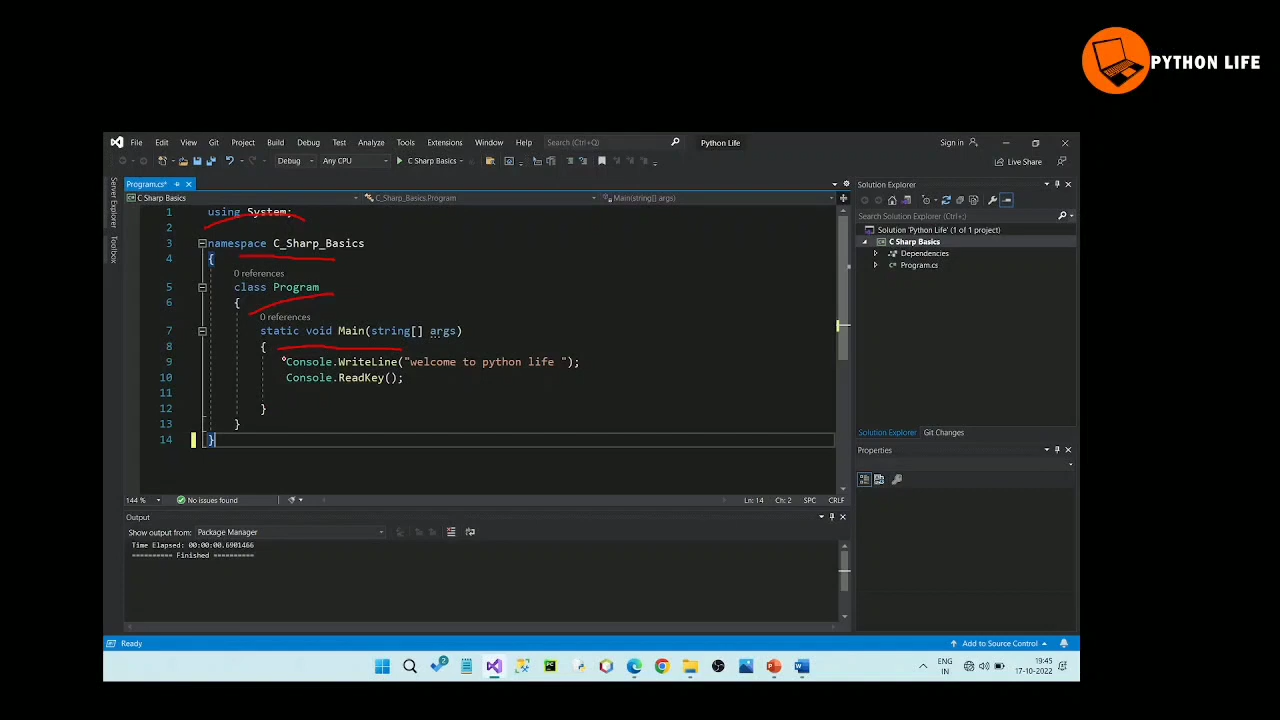 PYTHON LIFE
File Edit View Git Project Build Debug Test Analyze Tools Extensions Window Help Search (Ctrl+Q) Python Life Sign in
Debug Any CPU C Sharp Basics Live Share
Server Explorer
Toolbox
Program.cs*
C Sharp Basics C_Sharp_Basics.Program Main(string[] args)
1 using System;
2
3 namespace C_Sharp_Basics
4 {
0 references
5 class Program
6 {
0 references
7 static void Main(string[] args)
8 {
9 Console.WriteLine("welcome to python life ");
10 Console.ReadKey();
11
12 }
13 }
14 }
144 % No issues found Ln: 14 Ch: 2 SPC CRLF
Output
Show output from: Package Manager
Time Elapsed: 00:00:00.6901466
========== Finished ==========
Solution Explorer
Search Solution Explorer (Ctrl+;)
Solution 'Python Life' (1 of 1 project)
C Sharp Basics
Dependencies
Program.cs
Solution Explorer Git Changes
Properties
Ready Add to Source Control
2
ENG
IN
19:45
17-10-2022